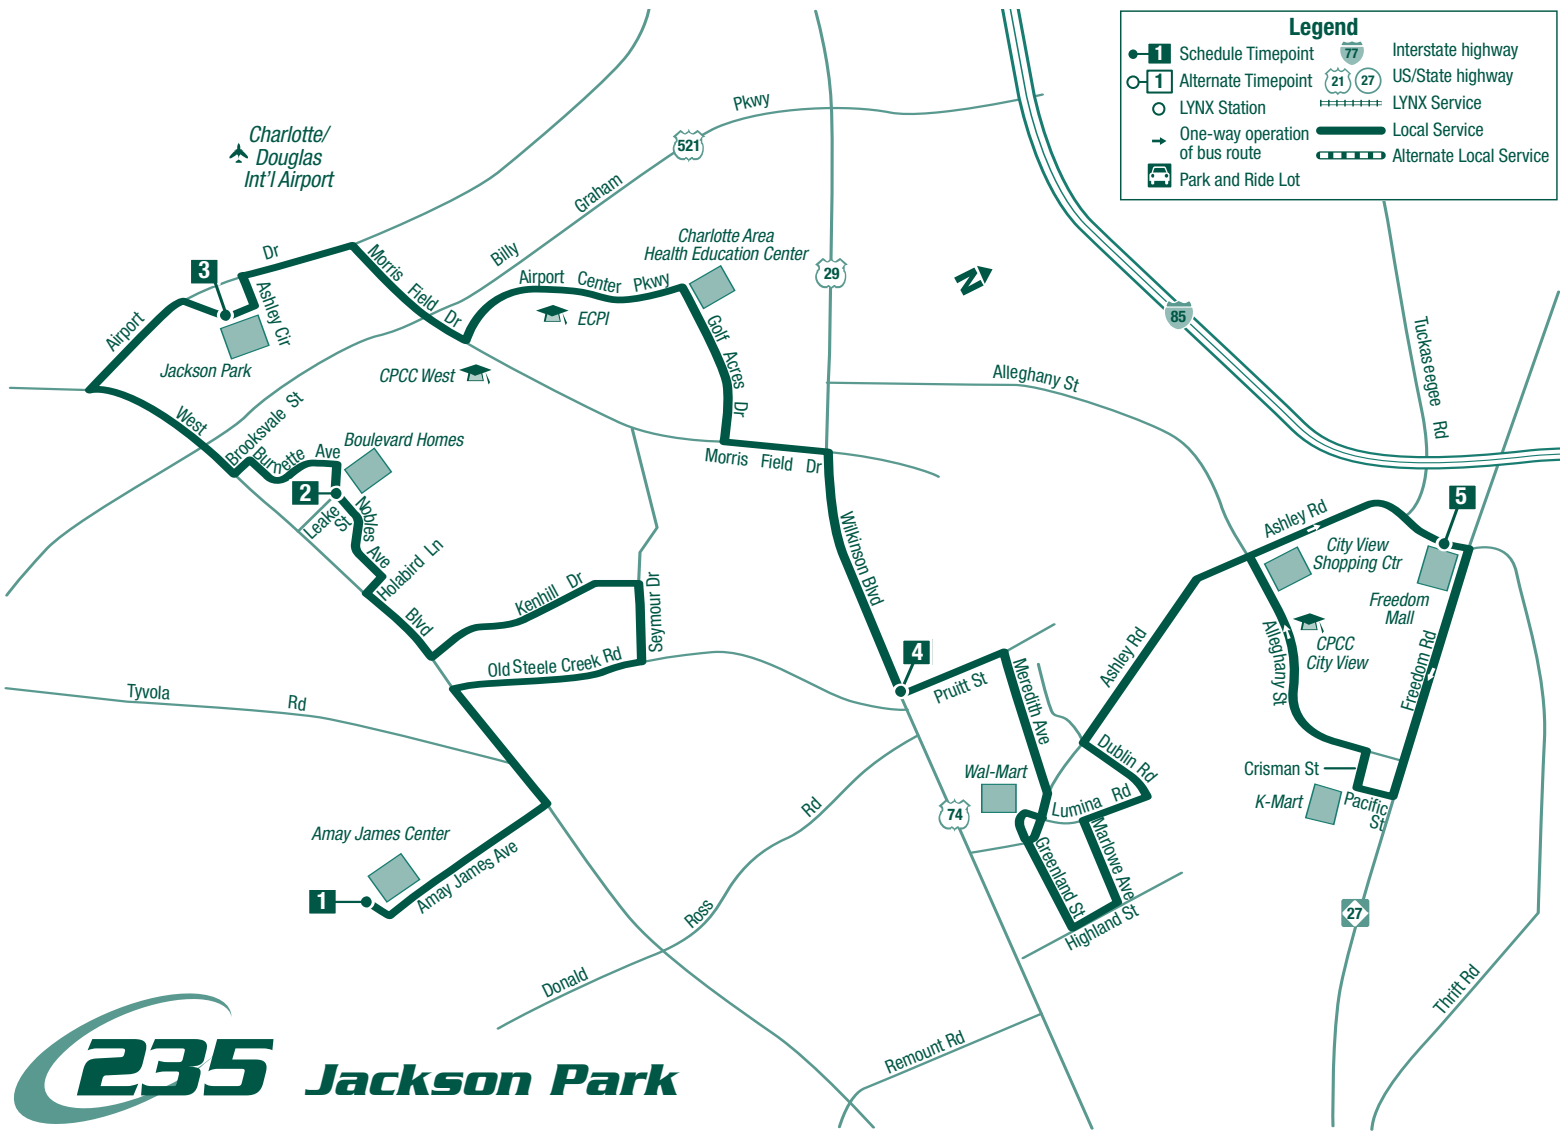 Legend
1 Schedule Timepoint
1 Alternate Timepoint
LYNX Station
One-way operation
of bus route
Park and Ride Lot
77 Interstate highway
21 27 US/State highway
LYNX Service
Local Service
Alternate Local Service
Charlotte/
Douglas
Int'l Airport
Pkwy
521
Graham
Billy
Charlotte Area
Health Education Center
29
N
85
Tuckaseegee Rd
Dr
3
Morris Field Dr
Airport Center Pkwy
ECPI
Ashley Cir
Airport
Jackson Park
CPCC West
Golf Acres Dr
Alleghany St
West
Brooksvale St
Burnette Ave
Boulevard Homes
Morris Field Dr
2
Leake St
Nobles Ave
Holabird Ln
Blvd
Kenhill Dr
Seymour Dr
Old Steele Creek Rd
Wilkinson Blvd
Ashley Rd
5
City View
Shopping Ctr
Freedom
Mall
CPCC
City View
Alleghany St
Freedom Rd
4
Pruitt St
Meredith Ave
Ashley Rd
Dublin Rd
Tyvola Rd
Wal-Mart
Lumina Rd
Crisman St
K-Mart
Pacific St
74
Marlowe Ave
Greenland St
Highland St
Amay James Center
1
Amay James Ave
Rd
Ross
Donald
27
Thrift Rd
Remount Rd
235 Jackson Park